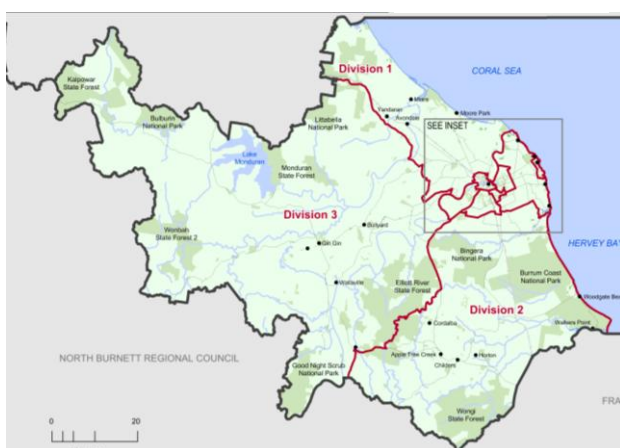 CORAL SEA
Kalpowar
State Forest
Division 1
Miara
Yandaran
Avondale
Moore Park
Bulburin
National Park
Littabella
National Park
SEE INSET
Lake
Monduran
Monduran
State Forest
Division 3
Wonbah
State Forest 2
Bullyard
Gin Gin
HERVEY BAY
Bingera
National Park
Burrum Coast
National Park
Wallaville
Elliott River
State Forest
Woodgate Bea
Division 2
Walkers Point
Cordalba
NORTH BURNETT REGIONAL COUNCIL
Good Night Scrub
National Park
Apple Tree Creek
Horton
Childers
FRA
Wongi
State Forest
0 20